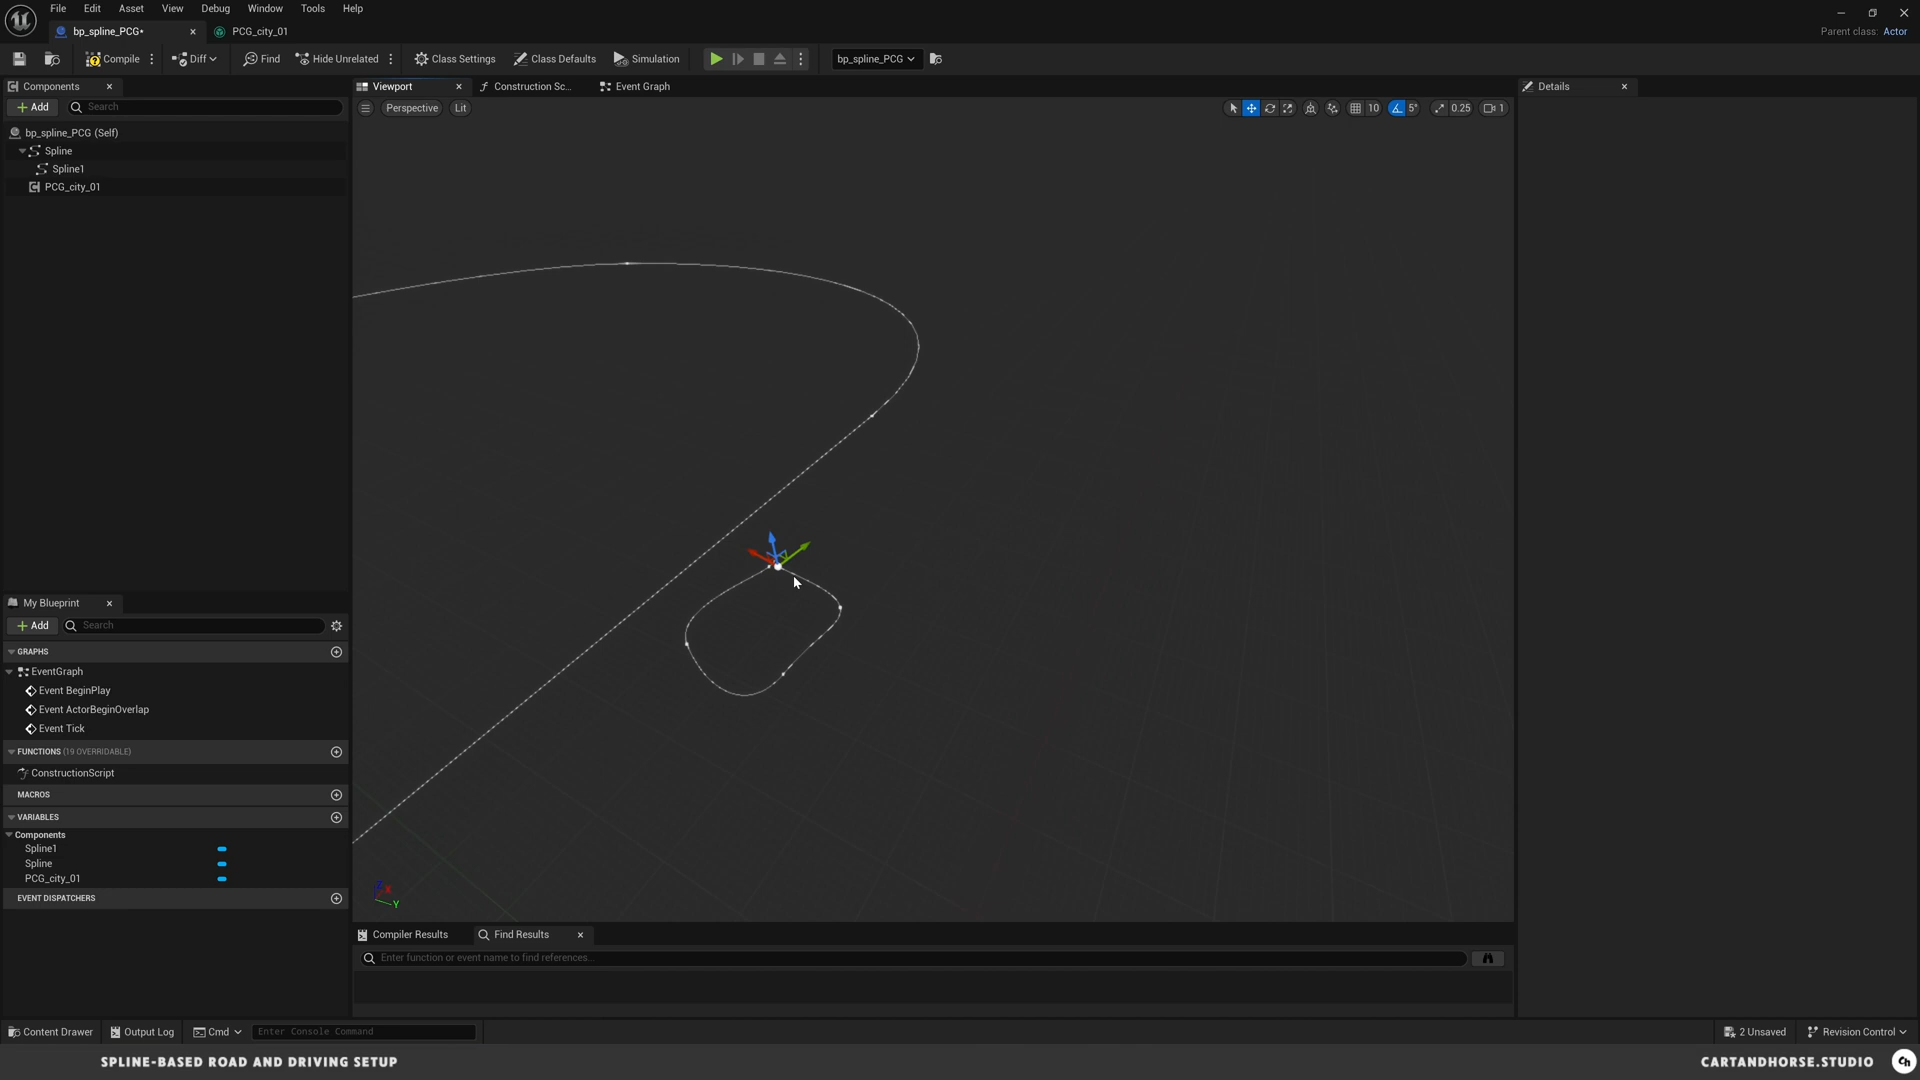 File Edit Asset View Debug Window Tools Help
bp_spline_PCG*
PCG_city_01
Parent class: Actor
Compile
Diff
Find
Hide Unrelated
Class Settings
Class Defaults
Simulation
bp_spline_PCG
Components
Viewport
Construction Sc...
Event Graph
Details
Add
Search
Perspective
Lit
10
5°
0.25
1
bp_spline_PCG (Self)
Spline
Spline1
PCG_city_01
My Blueprint
Add
Search
GRAPHS
EventGraph
Event BeginPlay
Event ActorBeginOverlap
Event Tick
FUNCTIONS (19 OVERRIDABLE)
ConstructionScript
MACROS
VARIABLES
Components
Spline1
Spline
PCG_city_01
EVENT DISPATCHERS
X
Y
Compiler Results
Find Results
Enter function or event name to find references...
Content Drawer
Output Log
Cmd
Enter Console Command
2 Unsaved
Revision Control
SPLINE-BASED ROAD AND DRIVING SETUP
CARTANDHORSE.STUDIO